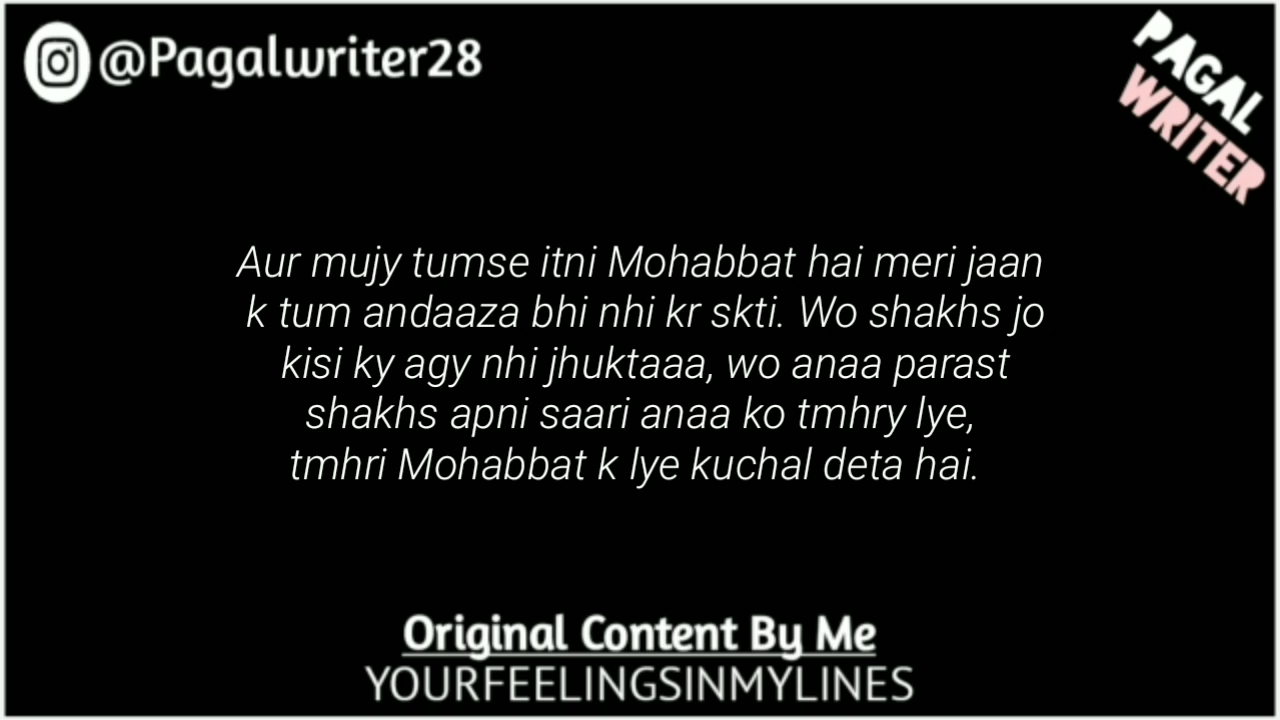 @Pagalwriter28
PAGAL
WRITER
Aur mujy tumse itni Mohabbat hai meri jaan
k tum andaaza bhi nhi kr skti. Wo shakhs jo
kisi ky agy nhi jhuktaaa, wo anaa parast
shakhs apni saari anaa ko tmhry lye,
tmhri Mohabbat k lye kuchal deta hai.
Original Content By Me
YOURFEELINGSINMYLINES